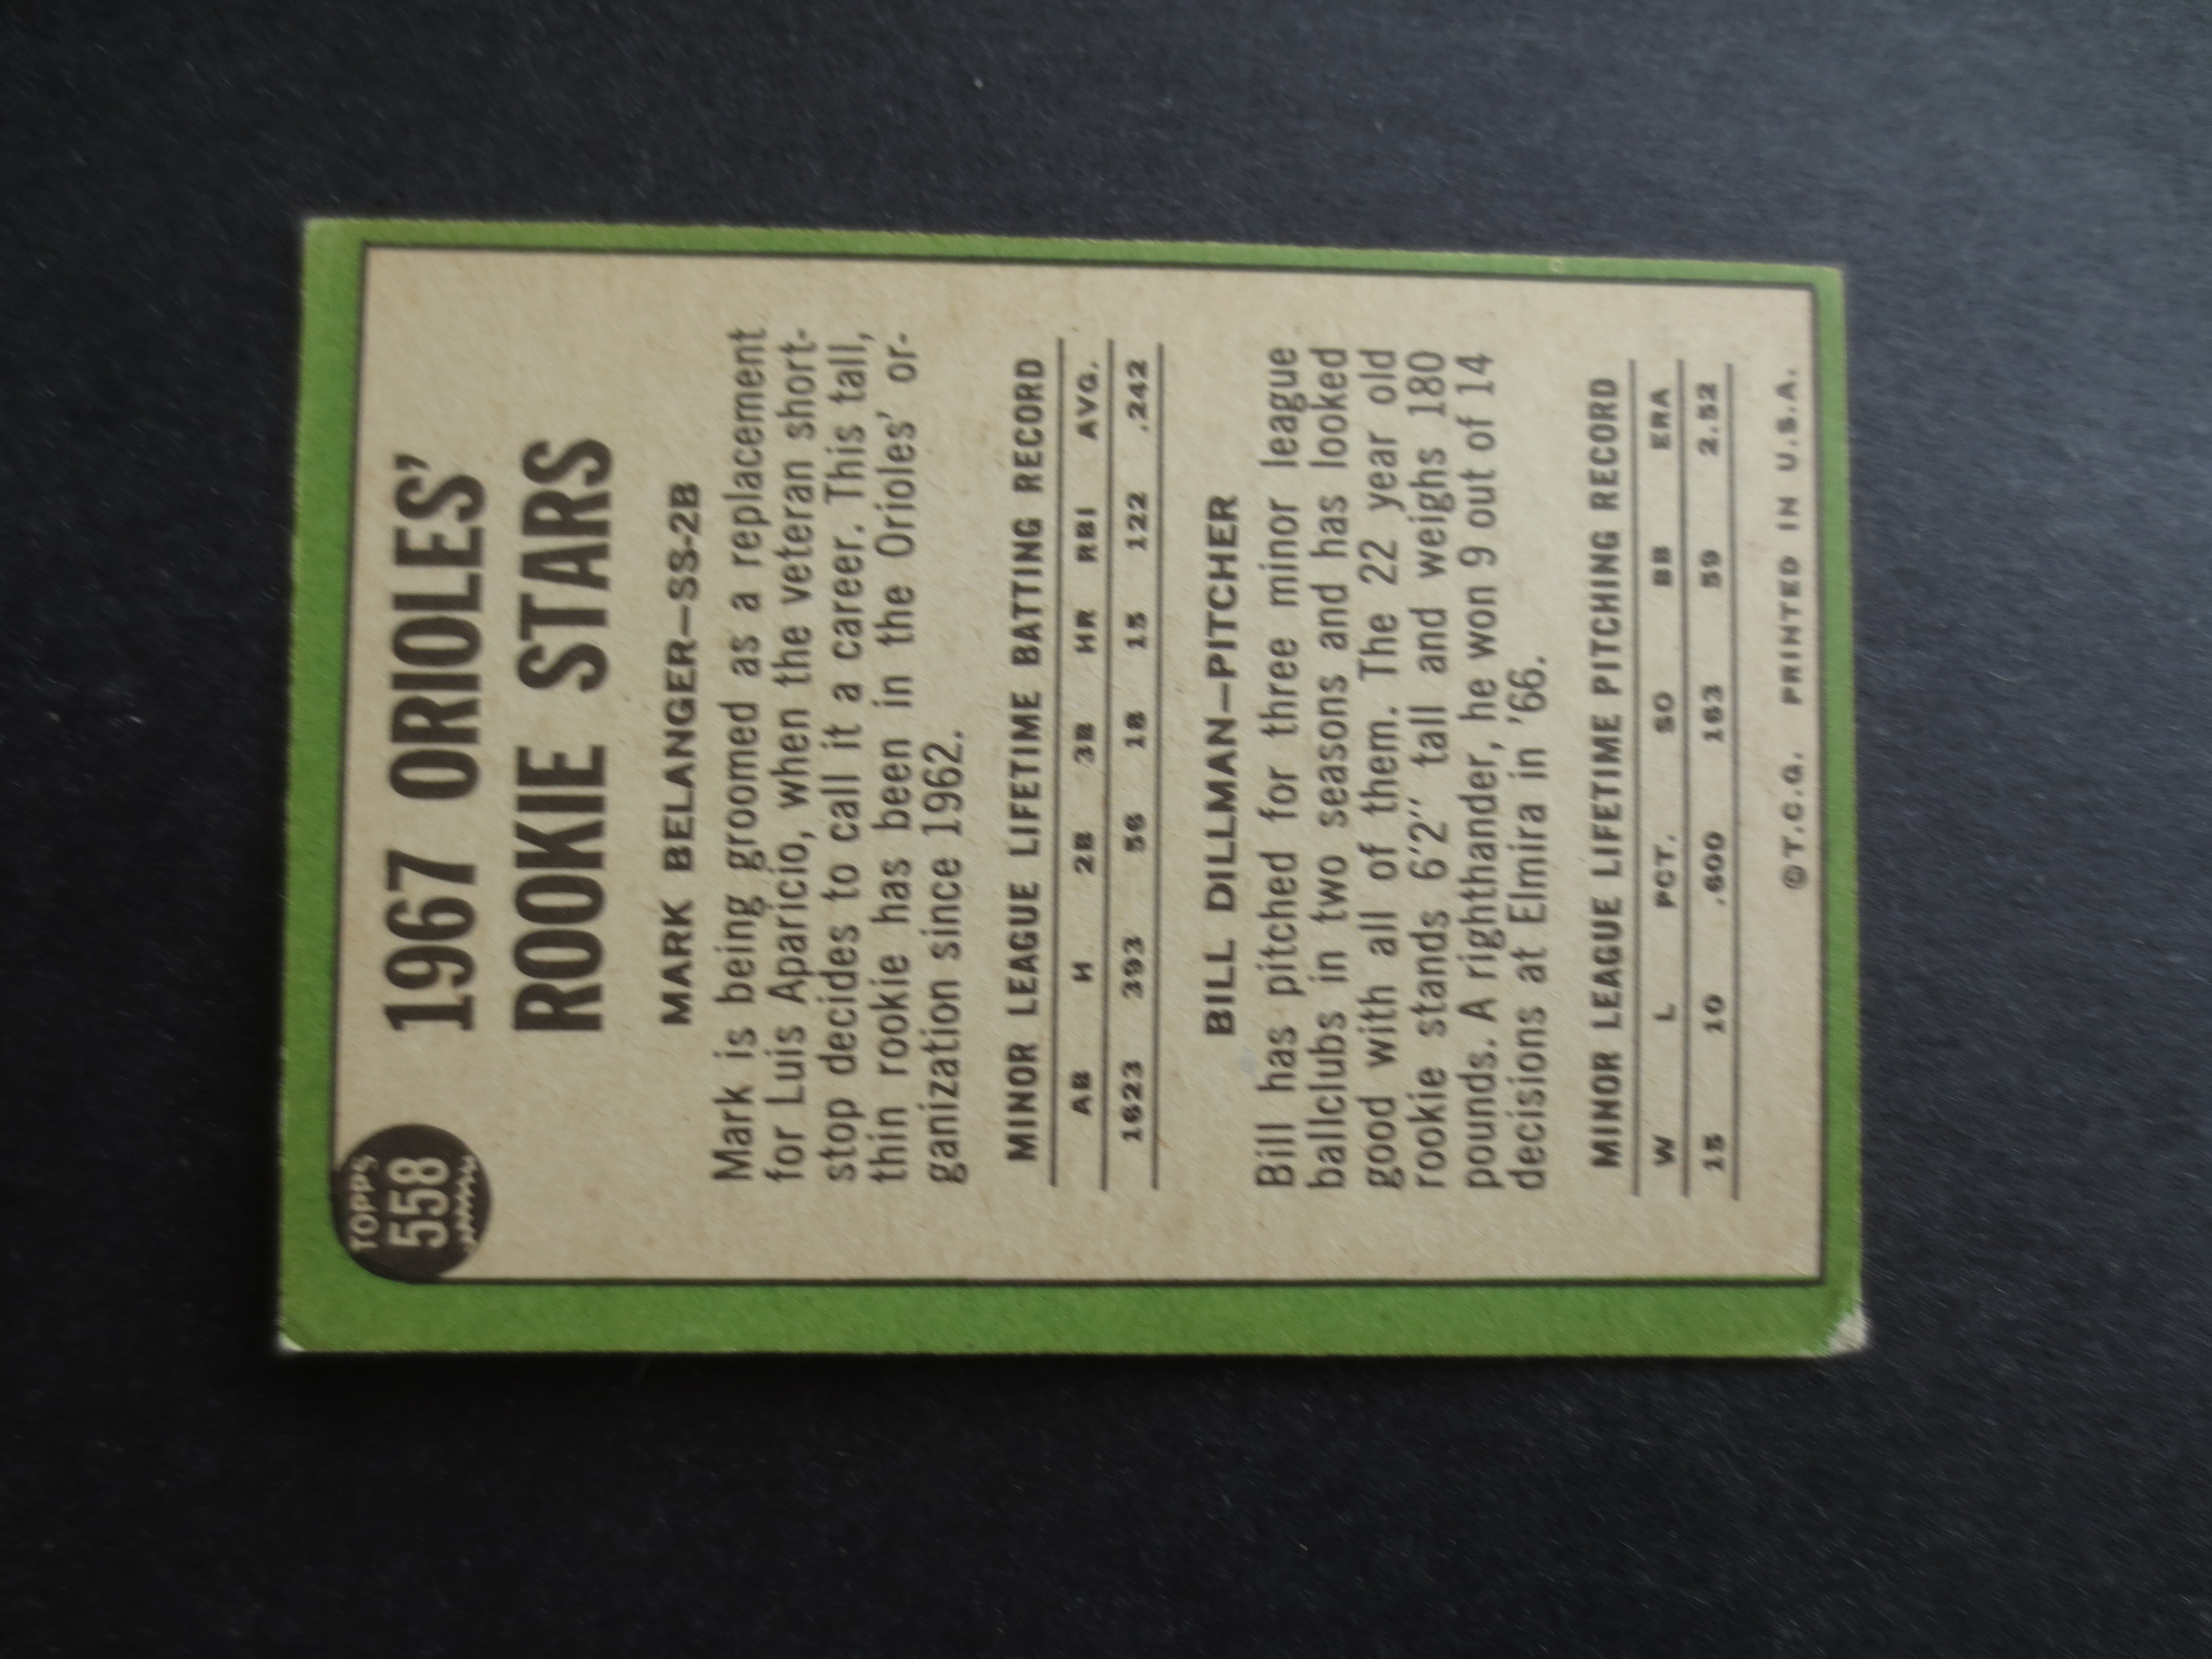 TOPPS
558
1967 ORIOLES'
ROOKIE STARS
MARK BELANGER—SS-2B
Mark is being groomed as a replacement
for Luis Aparicio, when the veteran short-
stop decides to call it a career. This tall,
thin rookie has been in the Orioles' or-
ganization since 1962.
MINOR LEAGUE LIFETIME BATTING RECORD
AB H 2B 3B HR RBI AVG.
1623 393 56 18 15 122 .242
BILL DILLMAN—PITCHER
Bill has pitched for three minor league
ballclubs in two seasons and has looked
good with all of them. The 22 year old
rookie stands 6'2'' tall and weighs 180
pounds. A righthander, he won 9 out of 14
decisions at Elmira in '66.
MINOR LEAGUE LIFETIME PITCHING RECORD
W L PCT. SO BB ERA
15 10 .600 163 59 2.52
©T.C.G. PRINTED IN U.S.A.